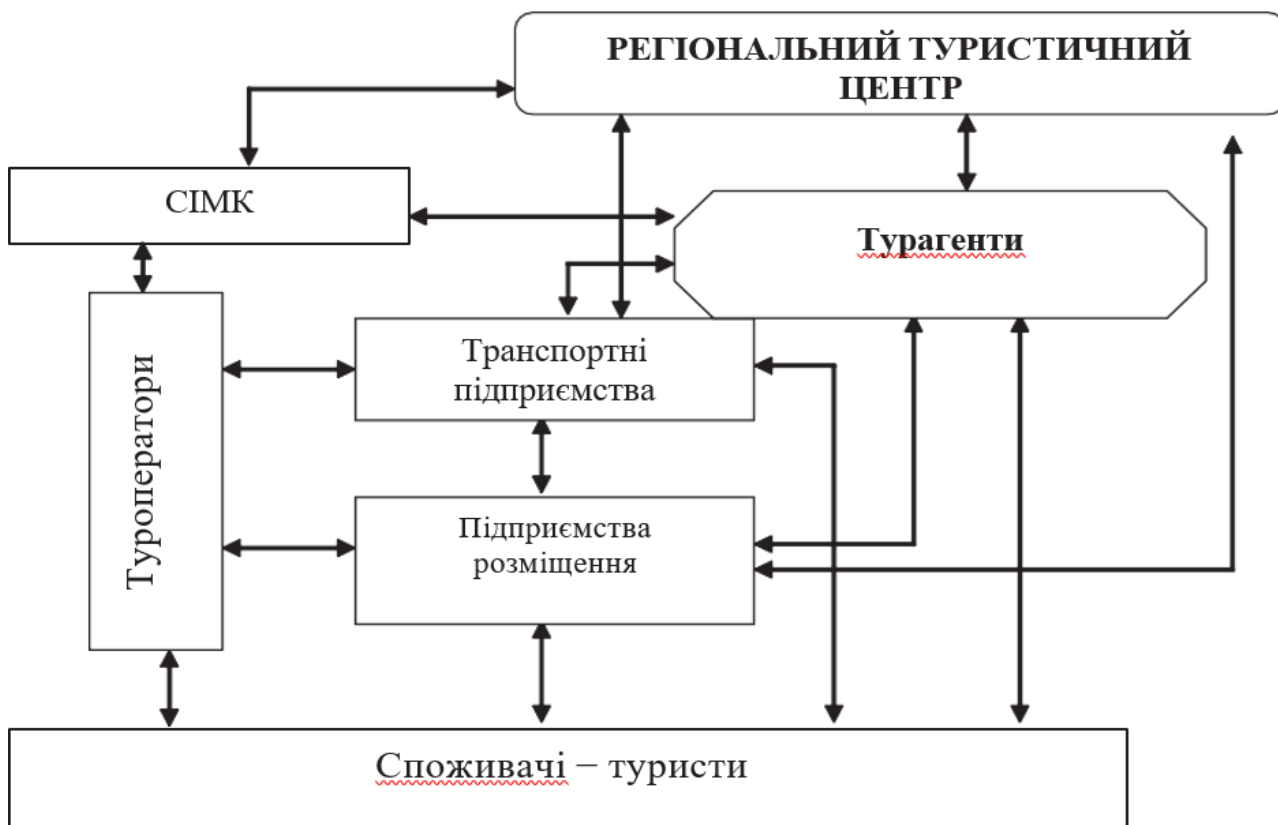 РЕГІОНАЛЬНИЙ ТУРИСТИЧНИЙ
ЦЕНТР
СІМК
Турагенти
Транспортні
підприємства
Туроператори
Підприємства
розміщення
Споживачі – туристи